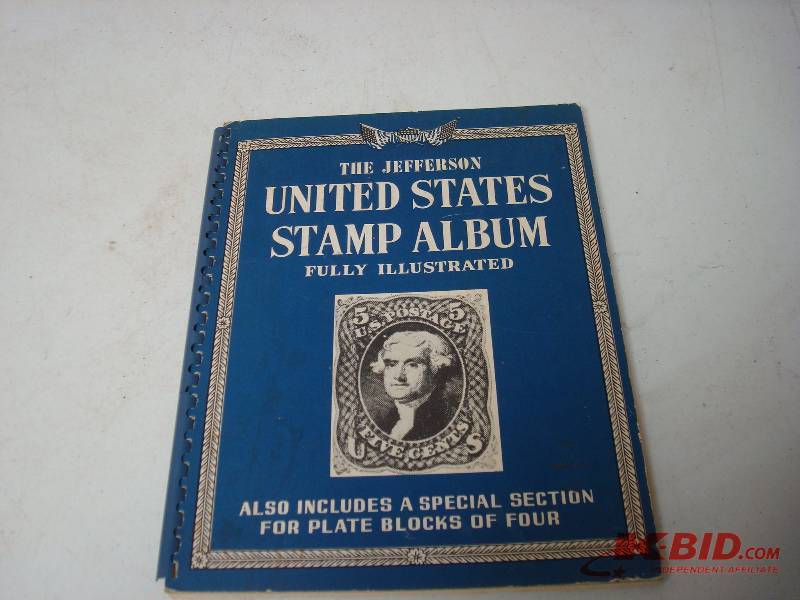 THE JEFFERSON
UNITED STATES
STAMP ALBUM
FULLY ILLUSTRATED
5 5
U.S. POSTAGE
FIVE CENTS
U S
ALSO INCLUDES A SPECIAL SECTION
FOR PLATE BLOCKS OF FOUR
K-BID.COM
INDEPENDENT AFFILIATE